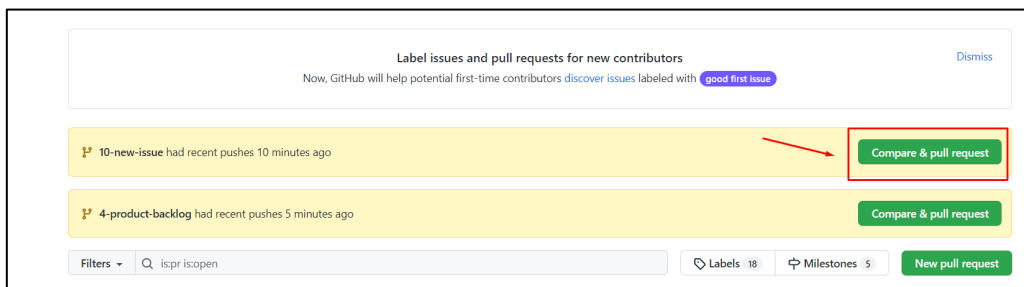 Label issues and pull requests for new contributors
Dismiss
Now, GitHub will help potential first-time contributors discover issues labeled with good first issue
10-new-issue had recent pushes 10 minutes ago
Compare & pull request
4-product-backlog had recent pushes 5 minutes ago
Compare & pull request
Filters
is:pr is:open
Labels 18
Milestones 5
New pull request